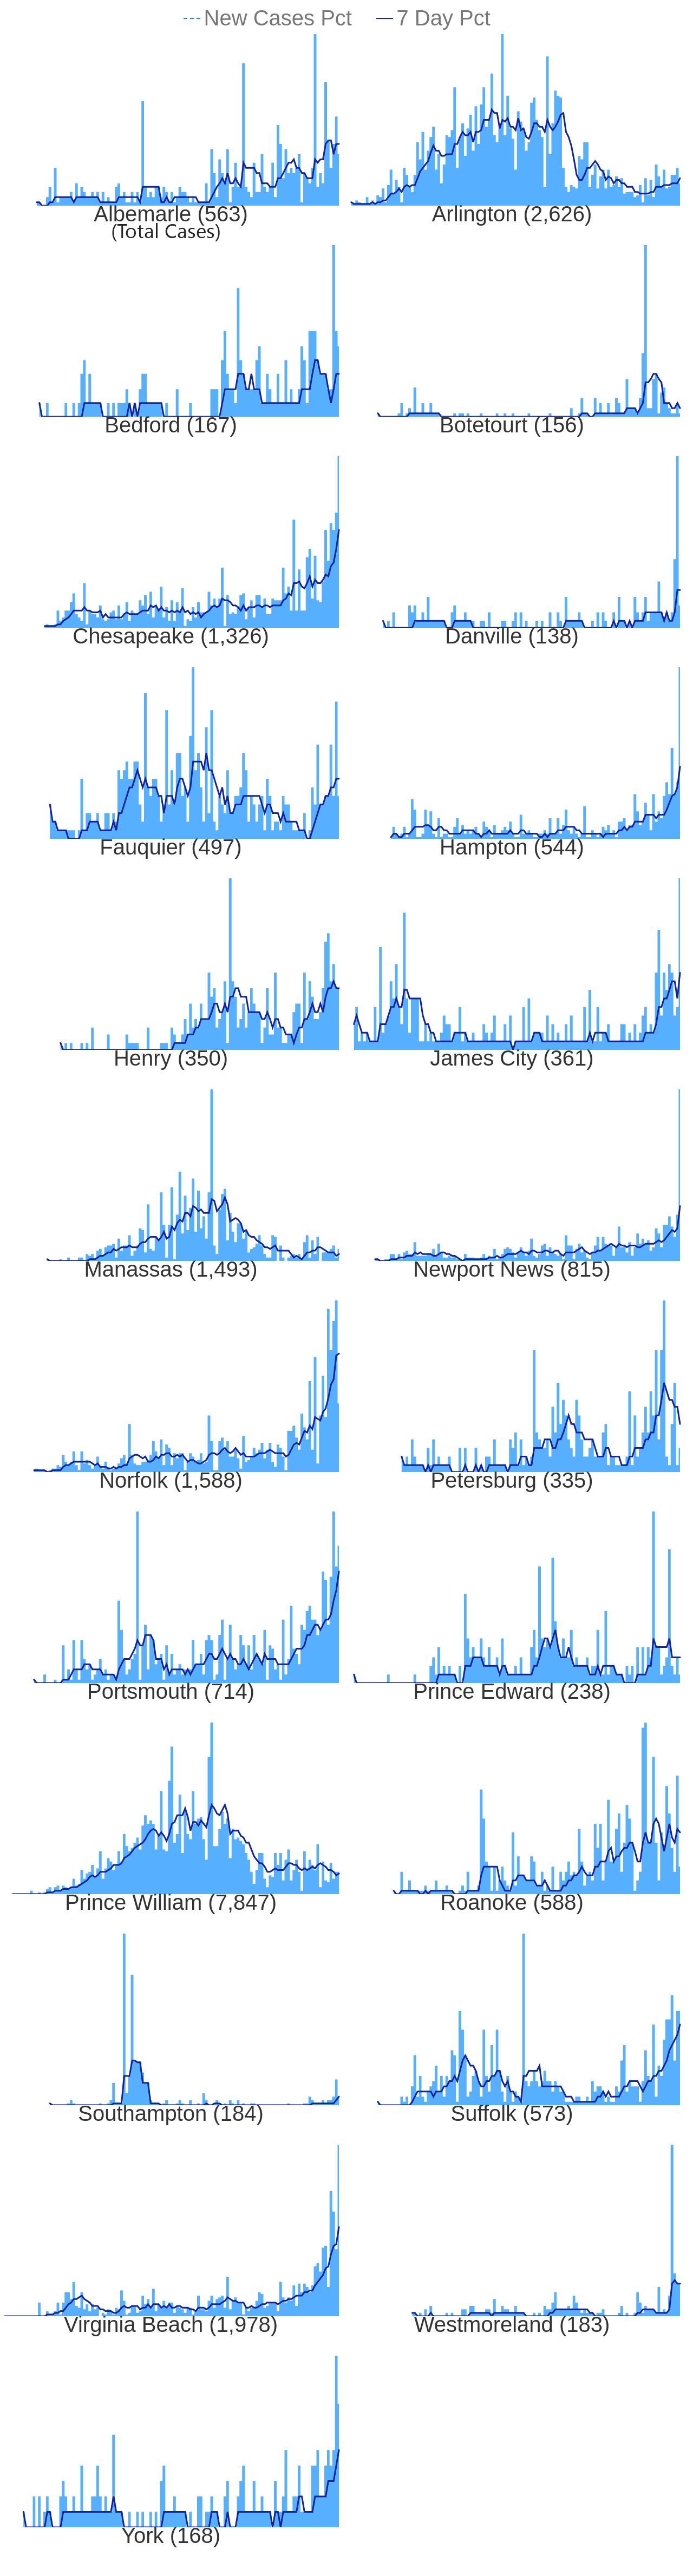 New Cases Pct 7 Day Pct
Albemarle (563) Arlington (2,626)
(Total Cases)
Bedford (167) Botetourt (156)
Chesapeake (1,326) Danville (138)
Fauquier (497) Hampton (544)
Henry (350) James City (361)
Manassas (1,493) Newport News (815)
Norfolk (1,588) Petersburg (335)
Portsmouth (714) Prince Edward (238)
Prince William (7,847) Roanoke (588)
Southampton (184) Suffolk (573)
Virginia Beach (1,978) Westmoreland (183)
York (168)